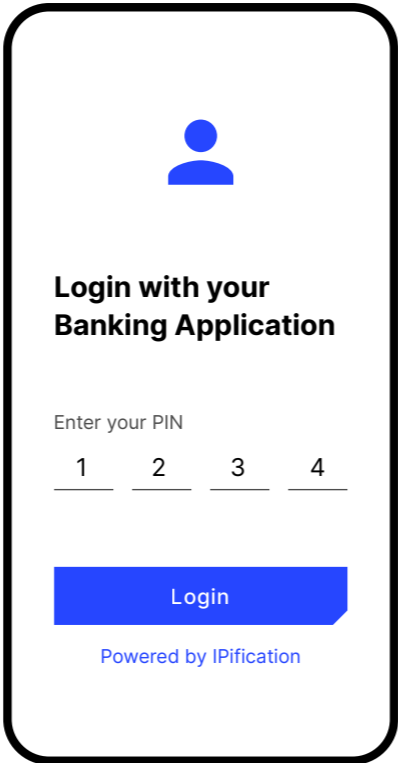 Login with your
Banking Application
Enter your PIN
1 2 3 4
Login
Powered by IPification